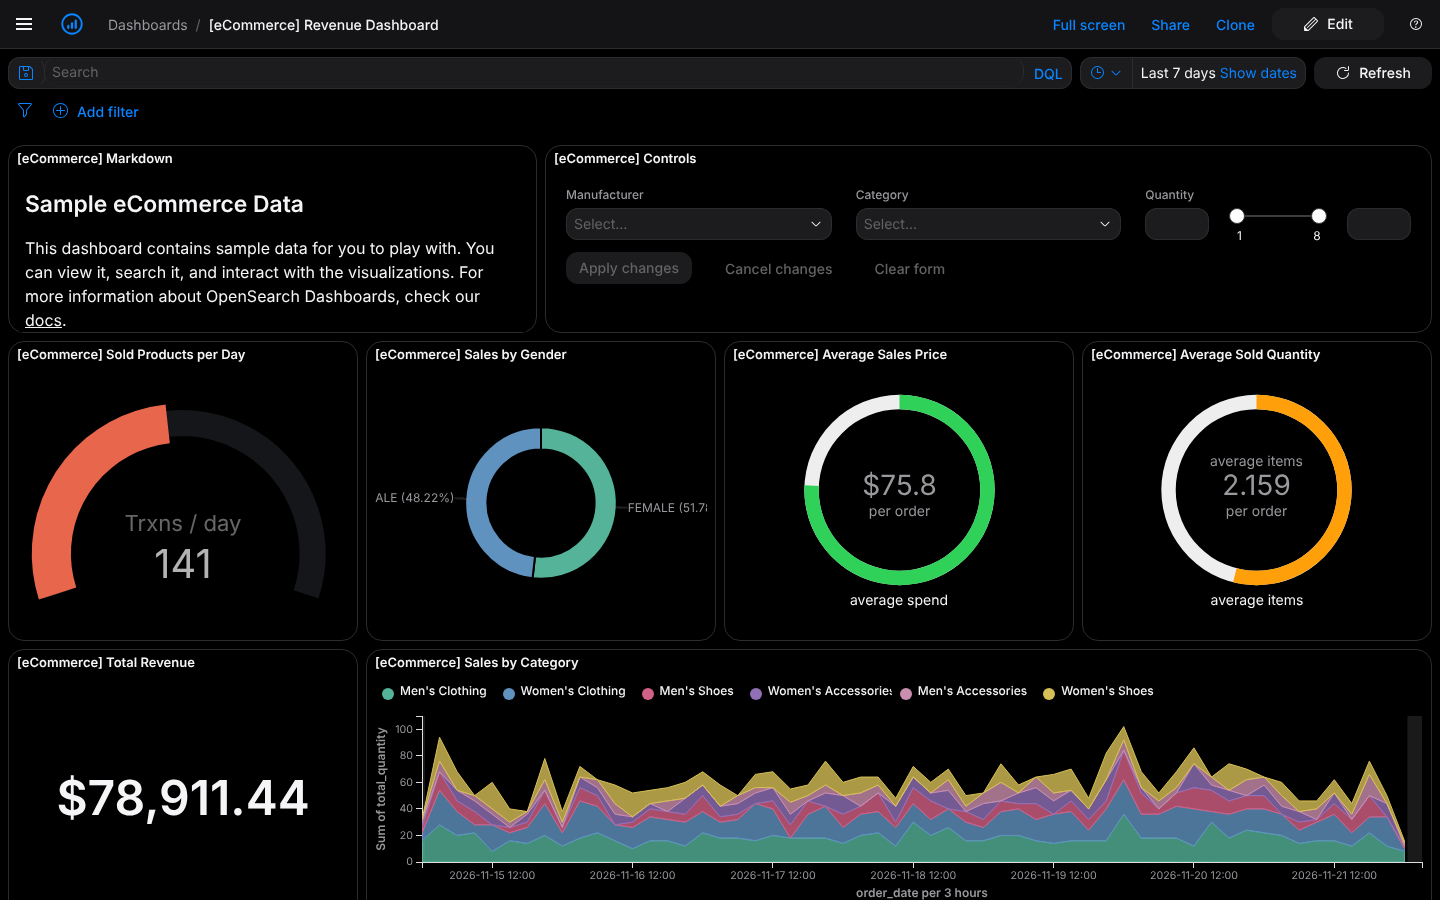 Dashboards / [eCommerce] Revenue Dashboard
Full screen
Share
Clone
Edit
Search
DQL
Last 7 days Show dates
Refresh
Add filter
[eCommerce] Markdown
Sample eCommerce Data
This dashboard contains sample data for you to play with. You
can view it, search it, and interact with the visualizations. For
more information about OpenSearch Dashboards, check our
docs.
[eCommerce] Controls
Manufacturer
Select...
Category
Select...
Quantity
1
8
Apply changes
Cancel changes
Clear form
[eCommerce] Sold Products per Day
Trxns / day
141
[eCommerce] Sales by Gender
ALE (48.22%)
FEMALE (51.78
[eCommerce] Average Sales Price
$75.8
per order
average spend
[eCommerce] Average Sold Quantity
average items
2.159
per order
average items
[eCommerce] Total Revenue
$78,911.44
[eCommerce] Sales by Category
Men's Clothing
Women's Clothing
Men's Shoes
Women's Accessories
Men's Accessories
Women's Shoes
Sum of total_quantity
100
80
60
40
20
0
2026-11-15 12:00
2026-11-16 12:00
2026-11-17 12:00
2026-11-18 12:00
2026-11-19 12:00
2026-11-20 12:00
2026-11-21 12:00
order_date per 3 hours